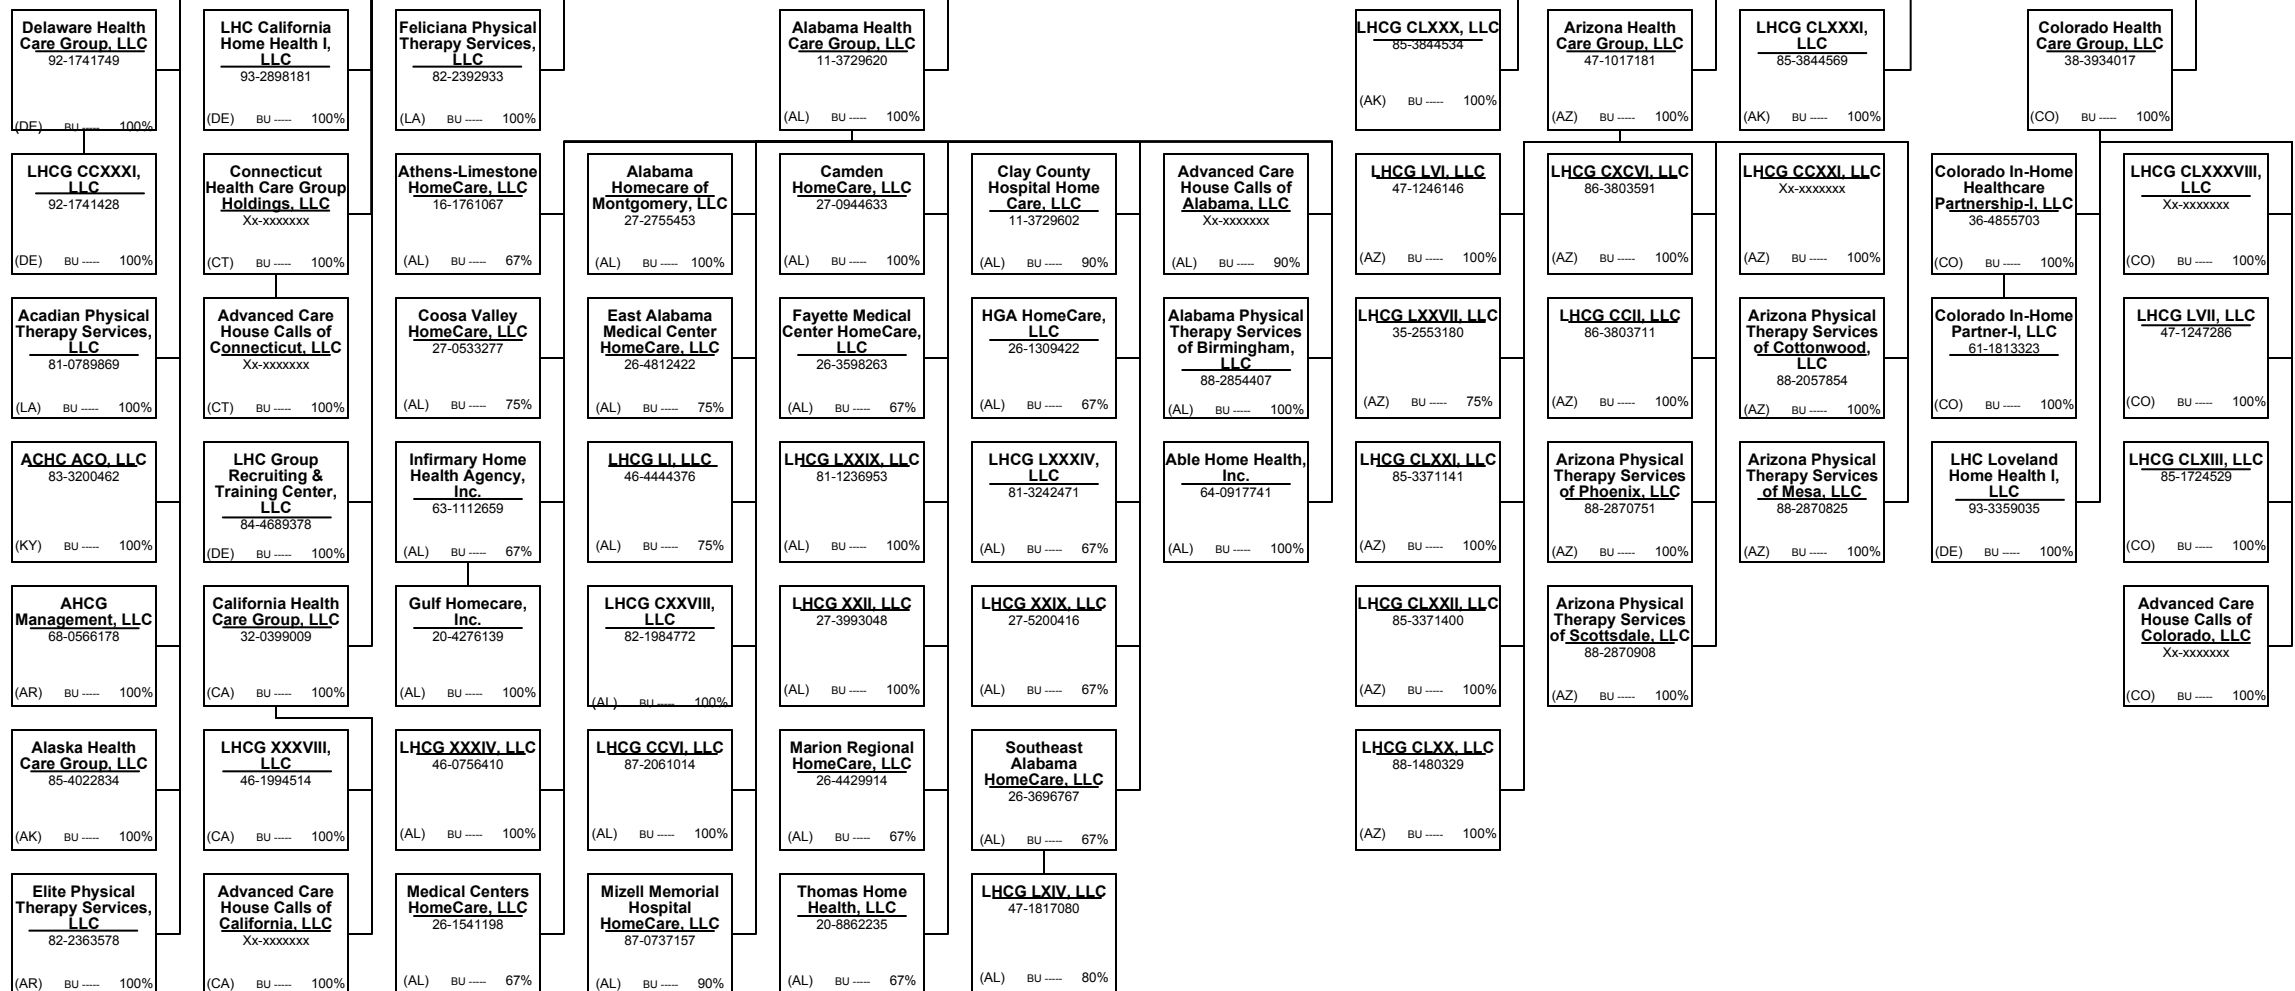 Delaware Health
Care Group, LLC
92-1741749
(DE) BU ----- 100%
LHC California
Home Health I,
LLC
93-2898181
(DE) BU ----- 100%
Feliciana Physical
Therapy Services,
LLC
82-2392933
(LA) BU ----- 100%
Alabama Health
Care Group, LLC
11-3729620
(AL) BU ----- 100%
LHCG CLXXX, LLC
85-3844534
(AK) BU ----- 100%
Arizona Health
Care Group, LLC
47-1017181
(AZ) BU ----- 100%
LHCG CLXXXI,
LLC
85-3844569
(AK) BU ----- 100%
Colorado Health
Care Group, LLC
38-3934017
(CO) BU ----- 100%
LHCG CCXXXI,
LLC
92-1741428
(DE) BU ----- 100%
Connecticut
Health Care Group
Holdings, LLC
Xx-xxxxxxx
(CT) BU ----- 100%
Athens-Limestone
HomeCare, LLC
16-1761067
(AL) BU ----- 67%
Alabama
Homecare of
Montgomery, LLC
27-2755453
(AL) BU ----- 100%
Camden
HomeCare, LLC
27-0944633
(AL) BU ----- 100%
Clay County
Hospital Home
Care, LLC
11-3729602
(AL) BU ----- 90%
Advanced Care
House Calls of
Alabama, LLC
Xx-xxxxxxx
(AL) BU ----- 90%
LHCG LVI, LLC
47-1246146
(AZ) BU ----- 100%
LHCG CXCVI, LLC
86-3803591
(AZ) BU ----- 100%
LHCG CCXXI, LLC
Xx-xxxxxxx
(AZ) BU ----- 100%
Colorado In-Home
Healthcare
Partnership-I, LLC
36-4855703
(CO) BU ----- 100%
LHCG CLXXXVIII,
LLC
Xx-xxxxxxx
(CO) BU ----- 100%
Acadian Physical
Therapy Services,
LLC
81-0789869
(LA) BU ----- 100%
Advanced Care
House Calls of
Connecticut, LLC
Xx-xxxxxxx
(CT) BU ----- 100%
Coosa Valley
HomeCare, LLC
27-0533277
(AL) BU ----- 75%
East Alabama
Medical Center
HomeCare, LLC
26-4812422
(AL) BU ----- 75%
Fayette Medical
Center HomeCare,
LLC
26-3598263
(AL) BU ----- 67%
HGA HomeCare,
LLC
26-1309422
(AL) BU ----- 67%
Alabama Physical
Therapy Services
of Birmingham,
LLC
88-2854407
(AL) BU ----- 100%
LHCG LXXVII, LLC
35-2553180
(AZ) BU ----- 75%
LHCG CCII, LLC
86-3803711
(AZ) BU ----- 100%
Arizona Physical
Therapy Services
of Cottonwood,
LLC
88-2057854
(AZ) BU ----- 100%
Colorado In-Home
Partner-I, LLC
61-1813323
(CO) BU ----- 100%
LHCG LVII, LLC
47-1247286
(CO) BU ----- 100%
ACHC ACO, LLC
83-3200462
(KY) BU ----- 100%
LHC Group
Recruiting &
Training Center,
LLC
84-4689378
(DE) BU ----- 100%
Infirmary Home
Health Agency,
Inc.
63-1112659
(AL) BU ----- 67%
LHCG LI, LLC
46-4444376
(AL) BU ----- 75%
LHCG LXXIX, LLC
81-1236953
(AL) BU ----- 100%
LHCG LXXXIV,
LLC
81-3242471
(AL) BU ----- 67%
Able Home Health,
Inc.
64-0917741
(AL) BU ----- 100%
LHCG CLXXI, LLC
85-3371141
(AZ) BU ----- 100%
Arizona Physical
Therapy Services
of Phoenix, LLC
88-2870751
(AZ) BU ----- 100%
Arizona Physical
Therapy Services
of Mesa, LLC
88-2870825
(AZ) BU ----- 100%
LHC Loveland
Home Health I,
LLC
93-3359035
(DE) BU ----- 100%
LHCG CLXIII, LLC
85-1724529
(CO) BU ----- 100%
AHCG
Management, LLC
68-0566178
(AR) BU ----- 100%
California Health
Care Group, LLC
32-0399009
(CA) BU ----- 100%
Gulf Homecare,
Inc.
20-4276139
(AL) BU ----- 100%
LHCG CXXVIII,
LLC
82-1984772
(AL) BU ----- 100%
LHCG XXII, LLC
27-3993048
(AL) BU ----- 100%
LHCG XXIX, LLC
27-5200416
(AL) BU ----- 67%
LHCG CLXXII, LLC
85-3371400
(AZ) BU ----- 100%
Arizona Physical
Therapy Services
of Scottsdale, LLC
88-2870908
(AZ) BU ----- 100%
Advanced Care
House Calls of
Colorado, LLC
Xx-xxxxxxx
(CO) BU ----- 100%
Alaska Health
Care Group, LLC
85-4022834
(AK) BU ----- 100%
LHCG XXXVIII,
LLC
46-1994514
(CA) BU ----- 100%
LHCG XXXIV, LLC
46-0756410
(AL) BU ----- 100%
LHCG CCVI, LLC
87-2061014
(AL) BU ----- 100%
Marion Regional
HomeCare, LLC
26-4429914
(AL) BU ----- 67%
Southeast
Alabama
HomeCare, LLC
26-3696767
(AL) BU ----- 67%
LHCG CLXX, LLC
88-1480329
(AZ) BU ----- 100%
Elite Physical
Therapy Services,
LLC
82-2363578
(AR) BU ----- 100%
Advanced Care
House Calls of
California, LLC
Xx-xxxxxxx
(CA) BU ----- 100%
Medical Centers
HomeCare, LLC
26-1541198
(AL) BU ----- 67%
Mizell Memorial
Hospital
HomeCare, LLC
87-0737157
(AL) BU ----- 90%
Thomas Home
Health, LLC
20-8862235
(AL) BU ----- 67%
LHCG LXIV, LLC
47-1817080
(AL) BU ----- 80%